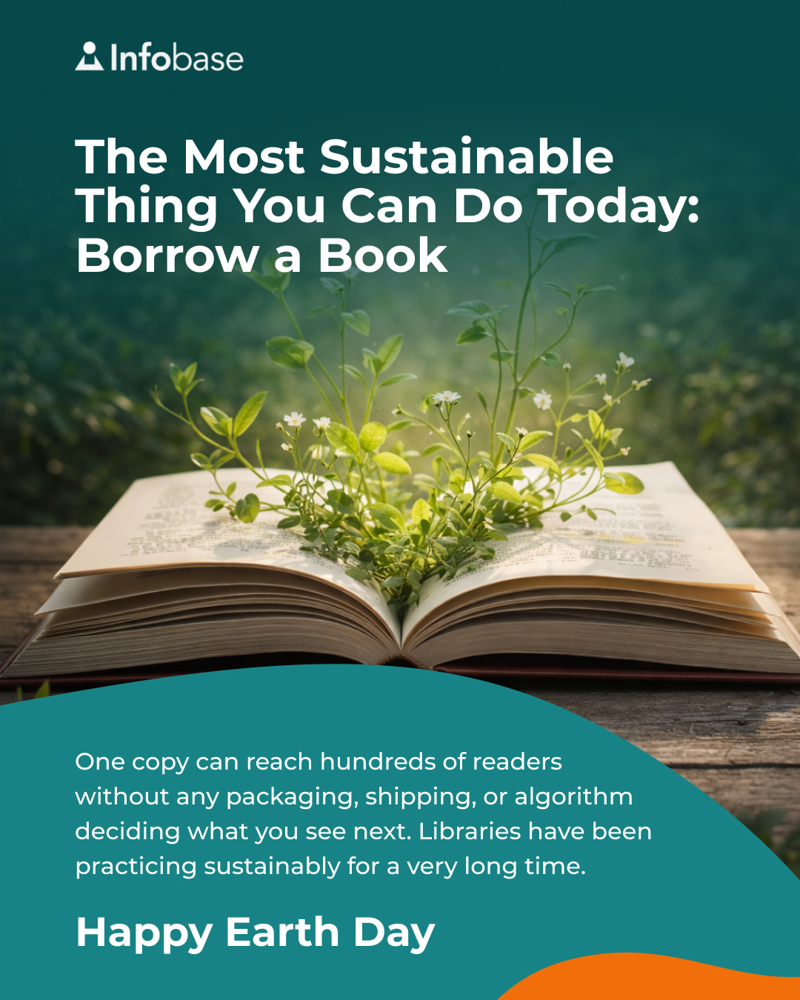 Infobase
The Most Sustainable
Thing You Can Do Today:
Borrow a Book
One copy can reach hundreds of readers
without any packaging, shipping, or algorithm
deciding what you see next. Libraries have been
practicing sustainably for a very long time.
Happy Earth Day